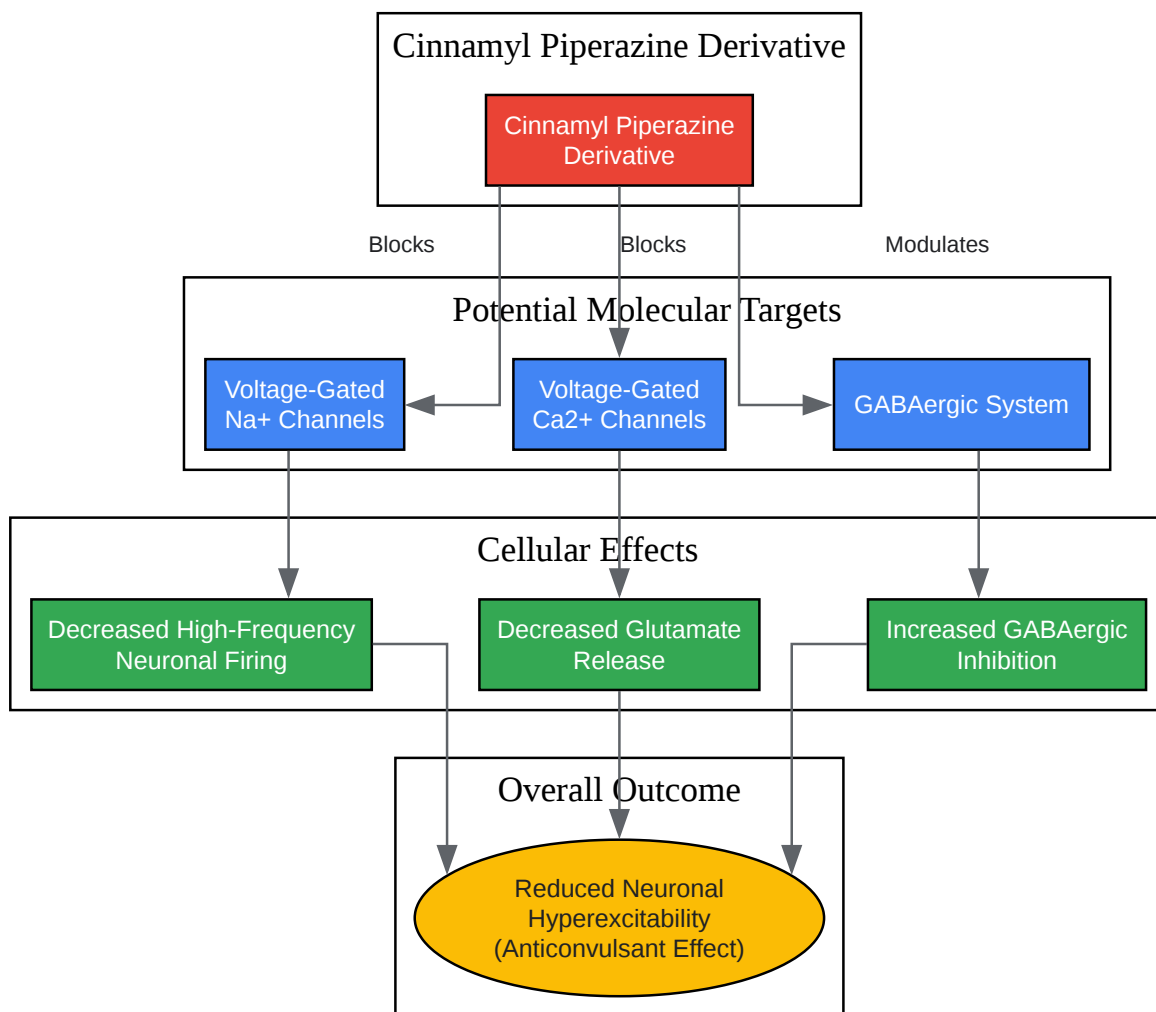 Cinnamyl Piperazine Derivative
Cinnamyl Piperazine
Derivative
Blocks
Blocks
Modulates
Potential Molecular Targets
Voltage-Gated
Na+ Channels
Voltage-Gated
Ca2+ Channels
GABAergic System
Cellular Effects
Decreased High-Frequency
Neuronal Firing
Decreased Glutamate
Release
Increased GABAergic
Inhibition
Overall Outcome
Reduced Neuronal
Hyperexcitability
(Anticonvulsant Effect)